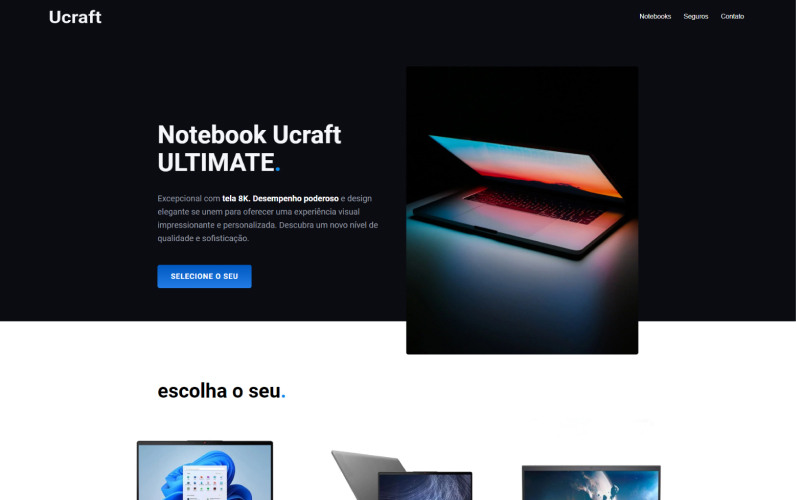 Ucraft
Notebooks Seguros Contato
Notebook Ucraft
ULTIMATE.
Excepcional com tela 8K. Desempenho poderoso e design
elegante se unem para oferecer uma experiência visual
impressionante e personalizada. Descubra um novo nível de
qualidade e sofisticação.
SELECIONE O SEU
escolha o seu.